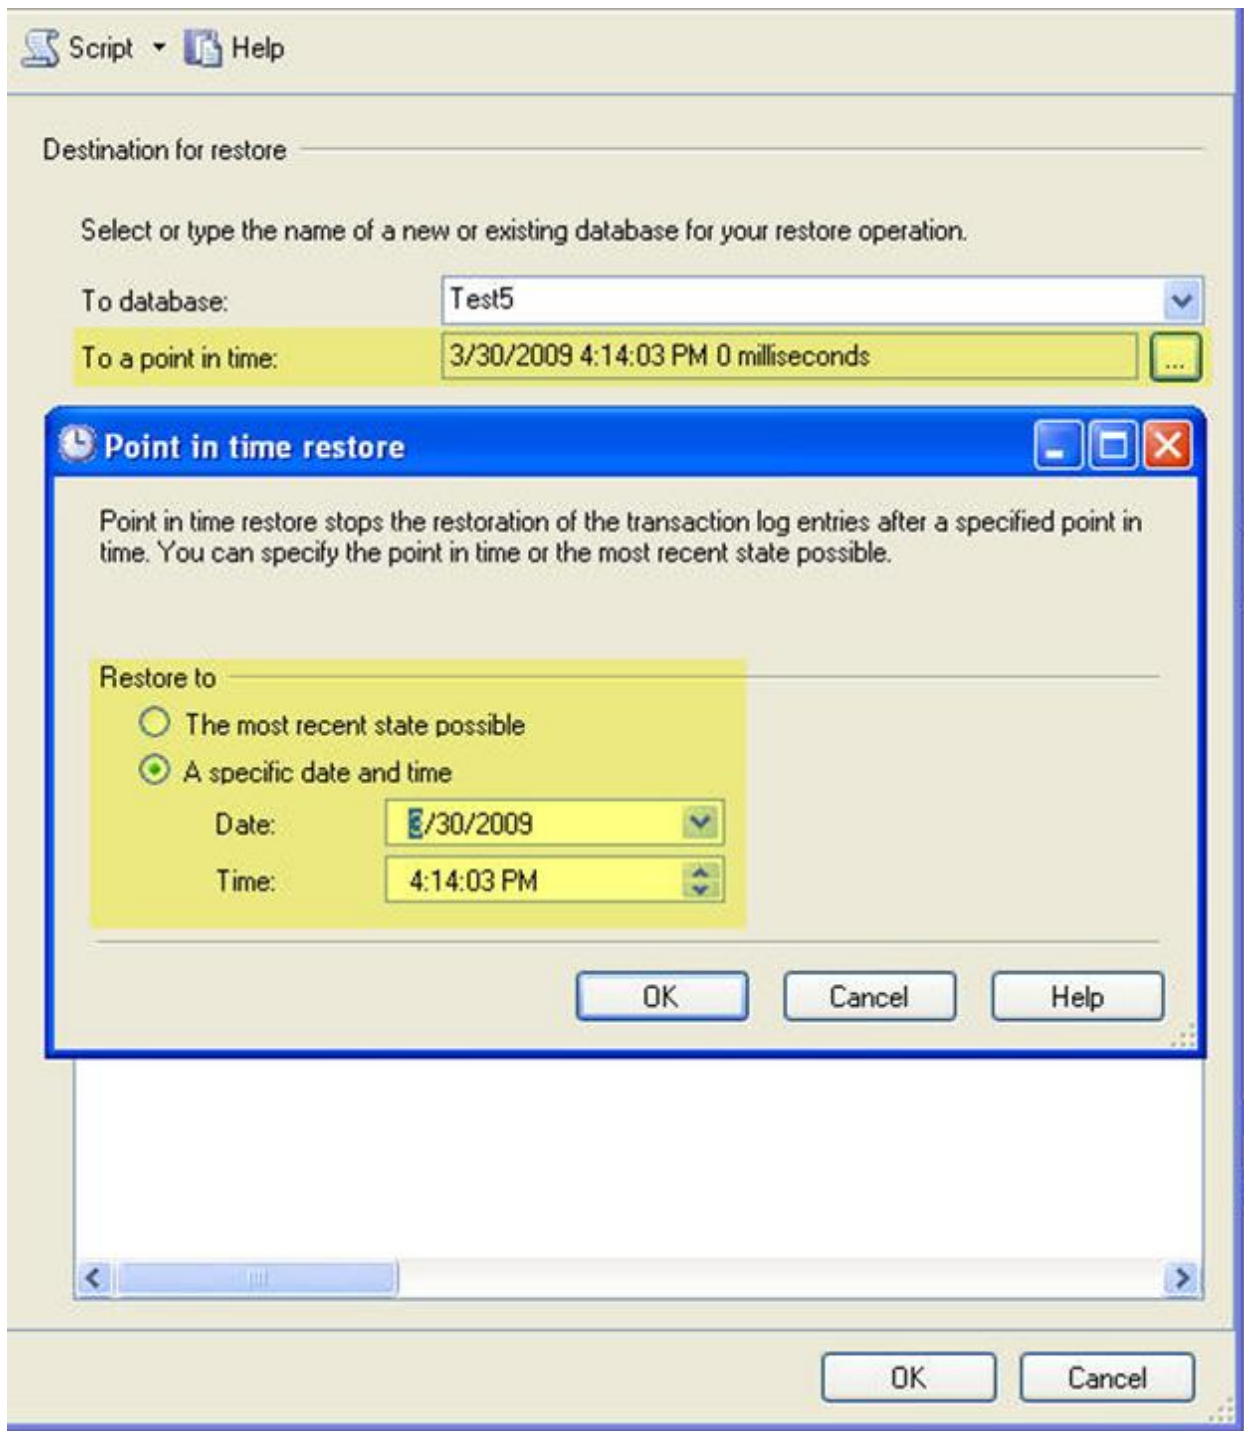 Script Help
Destination for restore
Select or type the name of a new or existing database for your restore operation.
To database: Test5
To a point in time: 3/30/2009 4:14:03 PM 0 milliseconds ...
Point in time restore
Point in time restore stops the restoration of the transaction log entries after a specified point in
time. You can specify the point in time or the most recent state possible.
Restore to
The most recent state possible
A specific date and time
Date: 3/30/2009
Time: 4:14:03 PM
OK Cancel Help
OK Cancel